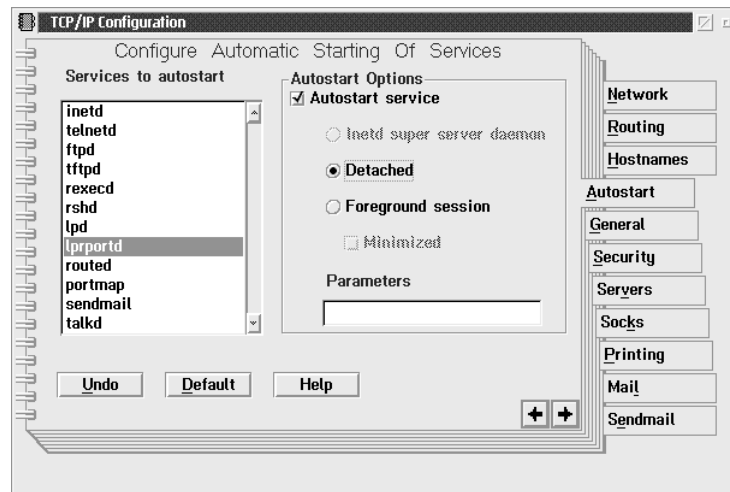 TCP/IP Configuration
Configure Automatic Starting Of Services
Services to autostart
inetd
telnetd
ftpd
tftpd
rexecd
rshd
lpd
lprportd
routed
portmap
sendmail
talkd
Autostart Options
Autostart service
Inetd super server daemon
Detached
Foreground session
Minimized
Parameters
Undo
Default
Help
Network
Routing
Hostnames
Autostart
General
Security
Servers
Socks
Printing
Mail
Sendmail